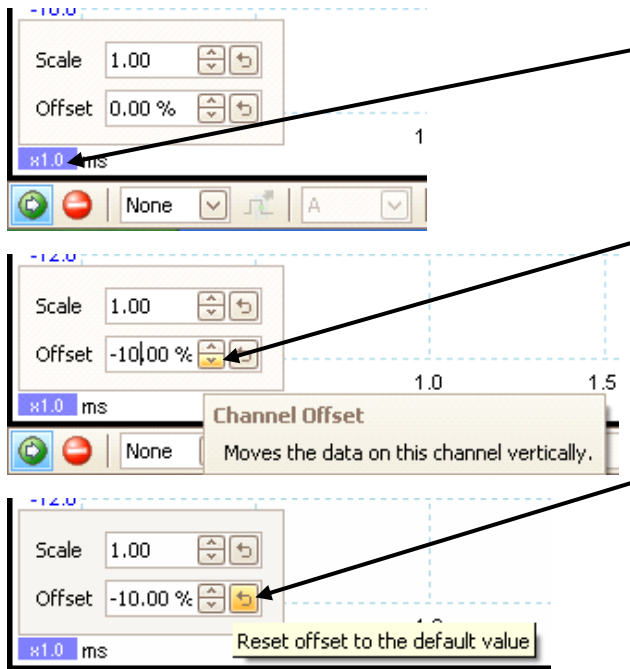 -10.0
Scale 1.00
Offset 0.00 %
1
x1.0 ms
None A
-12.0
Scale 1.00
Offset -10.00 %
1.0 1.5
x1.0 ms
Channel Offset
None
Moves the data on this channel vertically.
-12.0
Scale 1.00
Offset -10.00 %
Reset offset to the default value
x1.0 ms